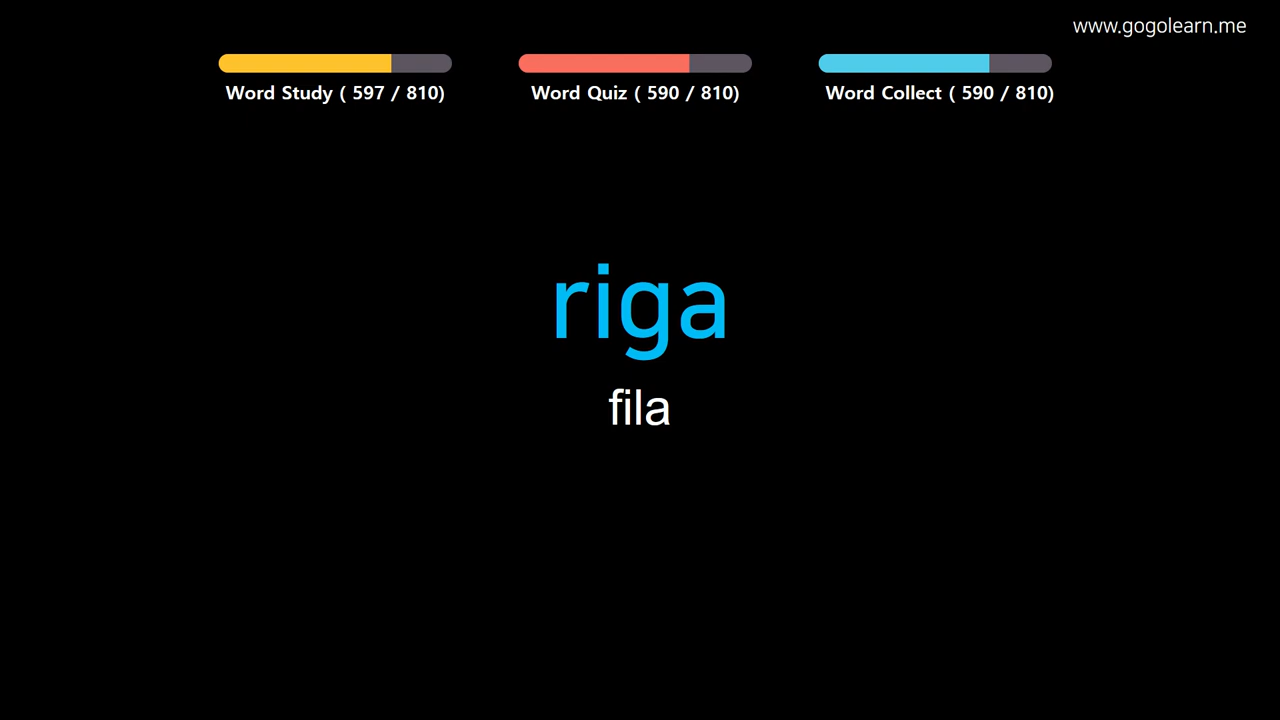 www.gogolearn.me
Word Study ( 597 / 810)
Word Quiz ( 590 / 810)
Word Collect ( 590 / 810)
riga
fila